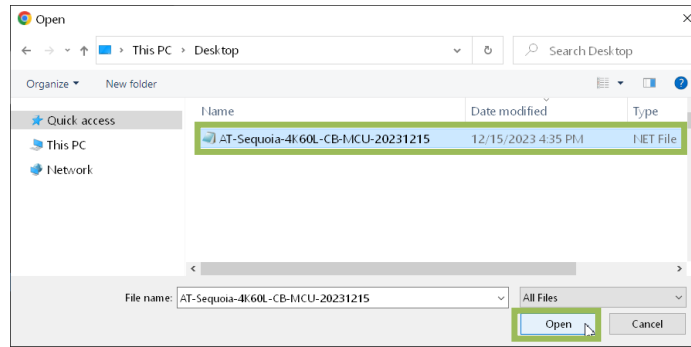 Open
This PC > Desktop
Search Desktop
Organize
New folder
?
Name
Date modified
Type
Quick access
This PC
Network
AT-Sequoia-4K60L-CB-MCU-20231215
12/15/2023 4:35 PM
NET File
File name:
AT-Sequoia-4K60L-CB-MCU-20231215
All Files
Open
Cancel